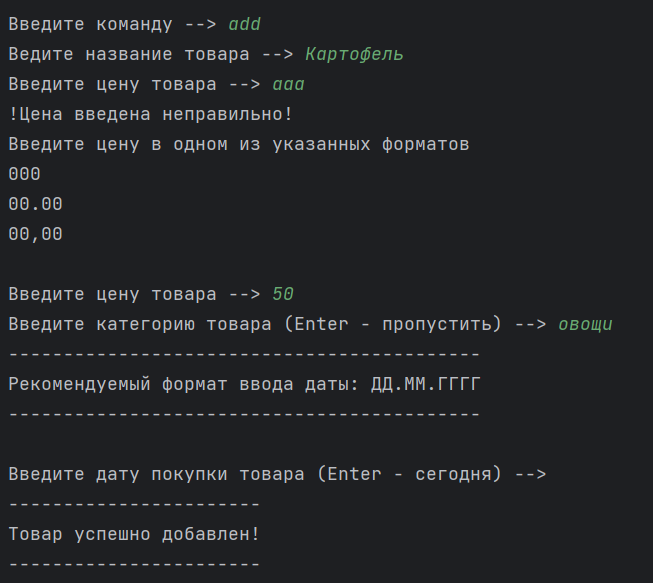 Введите команду --> add
Ведите название товара --> Картофель
Введите цену товара --> aaa
!Цена введена неправильно!
Введите цену в одном из указанных форматов
000
00.00
00,00
Введите цену товара --> 50
Введите категорию товара (Enter - пропустить) --> овощи
-------------------------------------------
Рекомендуемый формат ввода даты: ДД.ММ.ГГГГ
-------------------------------------------
Введите дату покупки товара (Enter - сегодня) -->
-----------------------
Товар успешно добавлен!
-----------------------